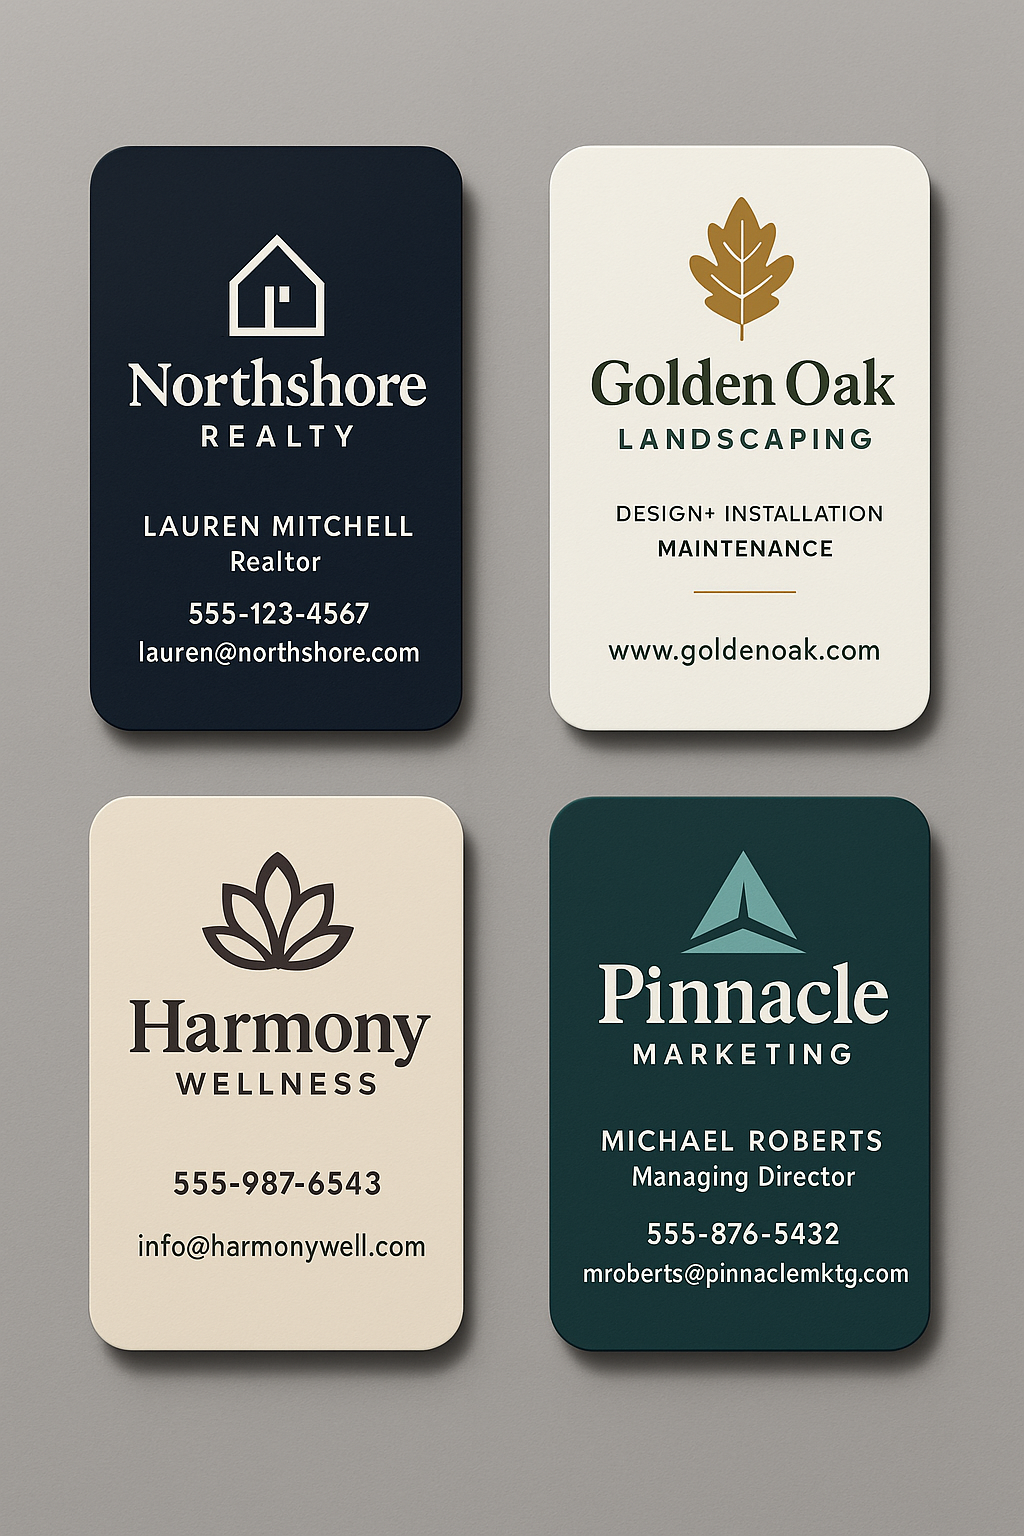 Northshore
REALTY
LAUREN MITCHELL
Realtor
555-123-4567
lauren@northshore.com
Golden Oak
LANDSCAPING
DESIGN+ INSTALLATION
MAINTENANCE
www.goldenoak.com
Harmony
WELLNESS
555-987-6543
info@harmonywell.com
Pinnacle
MARKETING
MICHAEL ROBERTS
Managing Director
555-876-5432
mroberts@pinnaclemktg.com